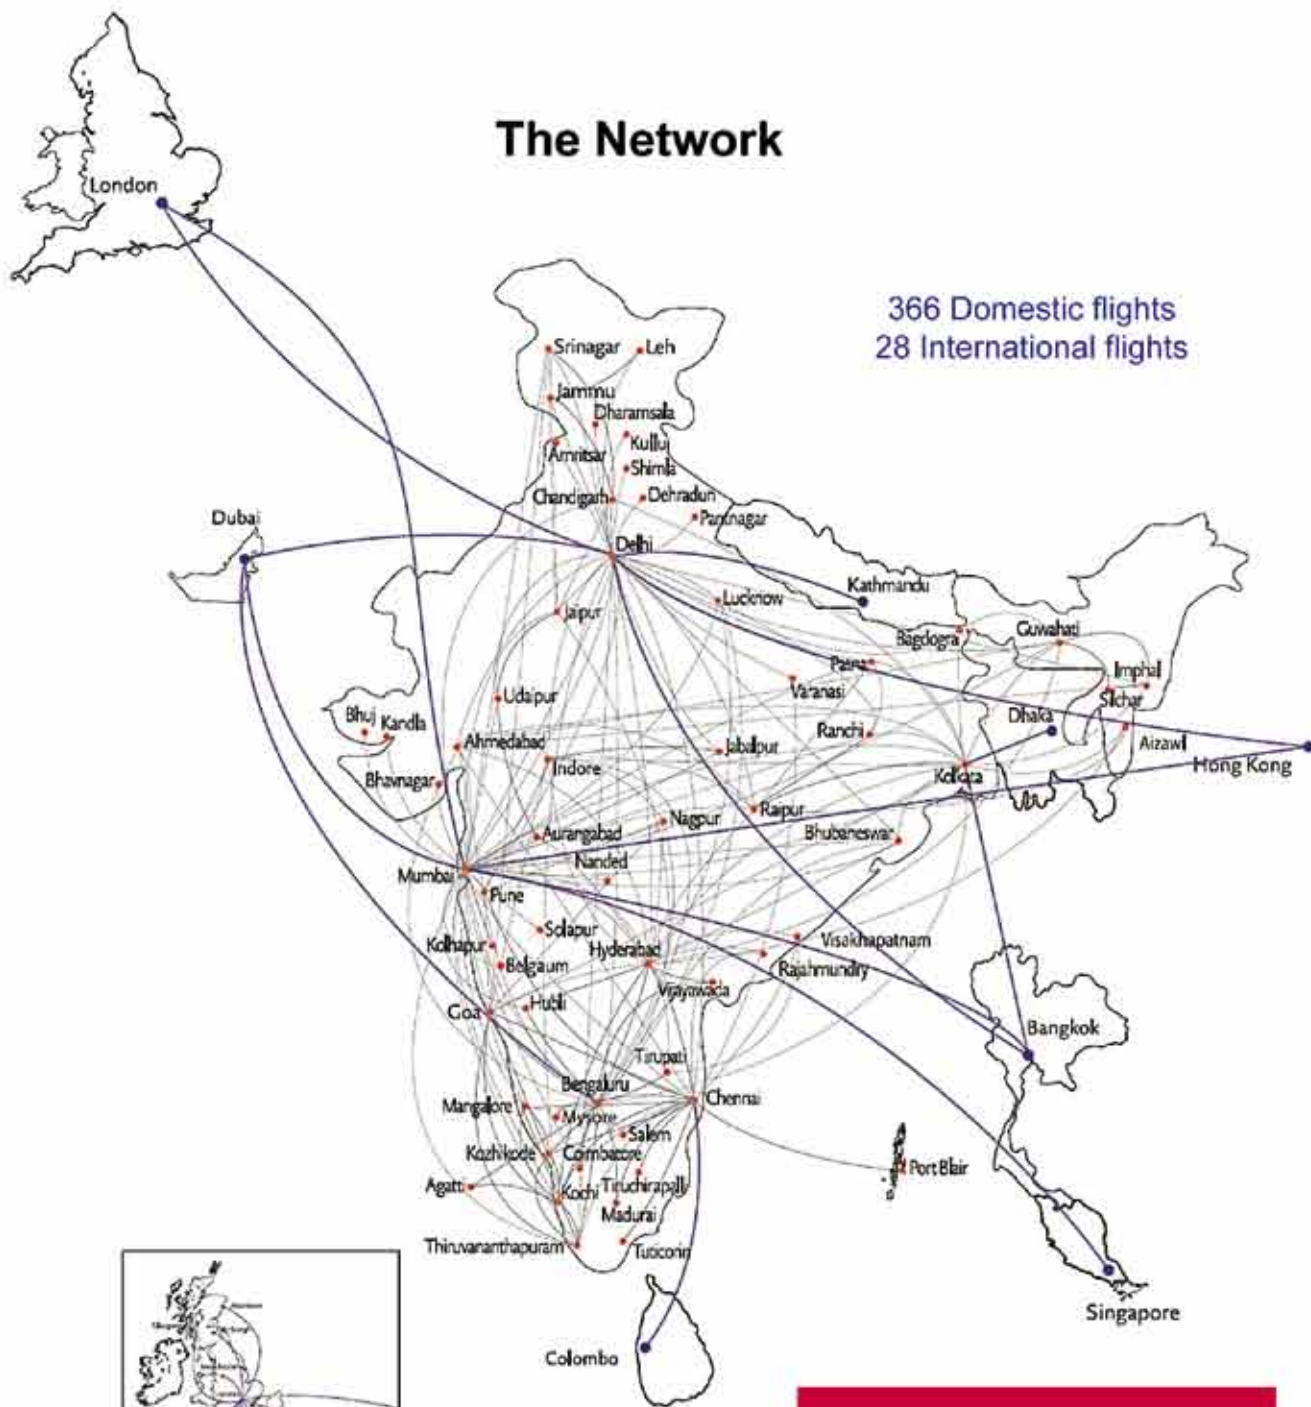 The Network
London
366 Domestic flights
28 International flights
Srinagar
Leh
Jammu
Dharamsala
Kullu
Amritsar
Shimla
Chandigarh
Dehradun
Pantnagar
Dubai
Delhi
Kathmandu
Lucknow
Jaipur
Bagdogra
Guwahati
Patna
Imphal
Varanasi
Silchar
Udaipur
Bhuj
Kandla
Dhaka
Ranchi
Ahmedabad
Jabalpur
Aizawl
Indore
Hong Kong
Bhavnagar
Kolkata
Raipur
Nagpur
Aurangabad
Bhubaneswar
Nanded
Mumbai
Pune
Solapur
Kolhapur
Hyderabad
Visakhapatnam
Belgaum
Rajahmundry
Vijayawada
Hubli
Goa
Bangkok
Tirupati
Bengaluru
Chennai
Mangalore
Mysore
Salem
Kozhikode
Coimbatore
Port Blair
Agatti
Kochi
Tiruchirapalli
Madurai
Thiruvananthapuram
Tuticorin
Singapore
Colombo